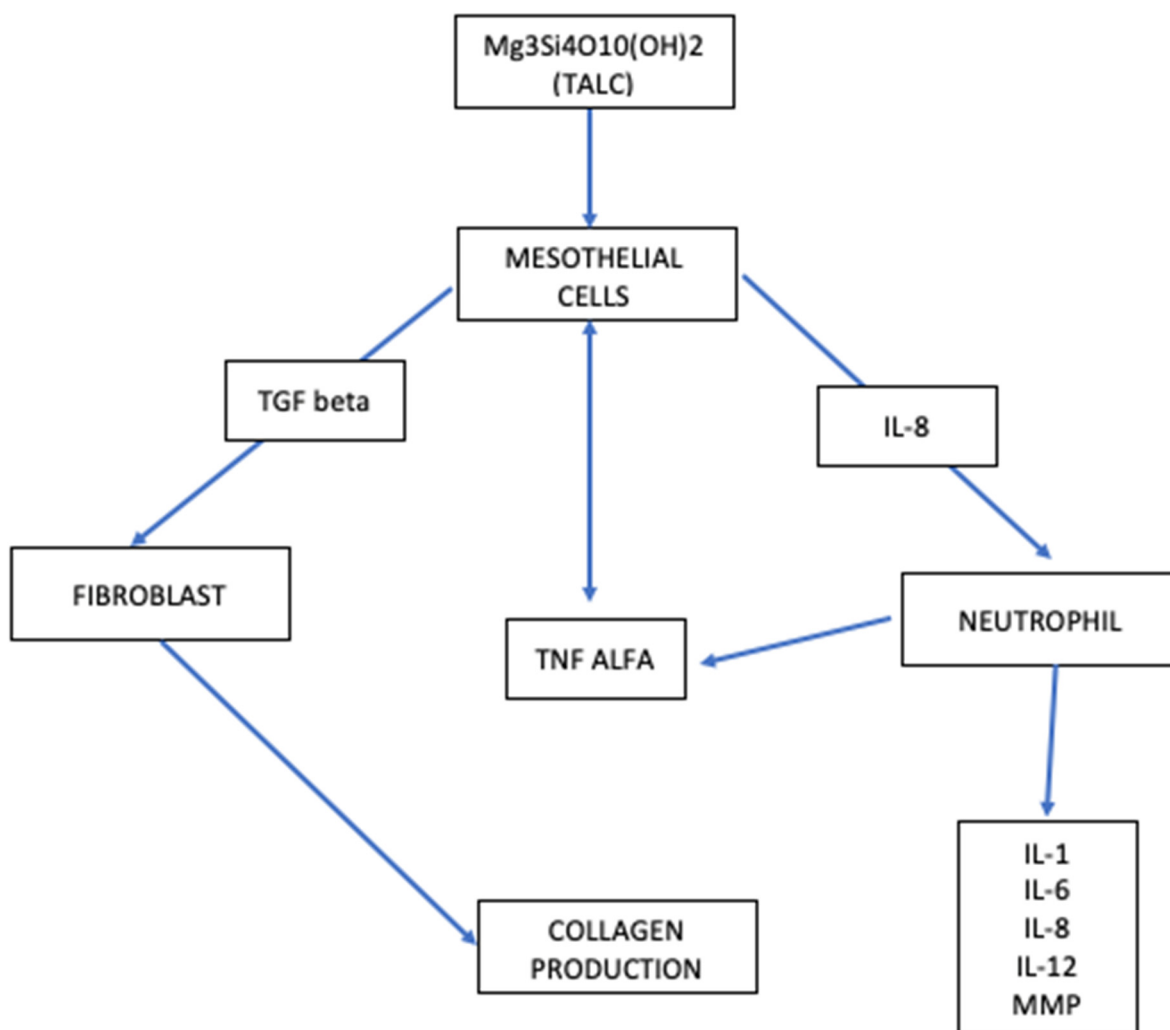 Mg3Si4O10(OH)2
(TALC)
MESOTHELIAL
CELLS
TGF beta
IL-8
FIBROBLAST
TNF ALFA
NEUTROPHIL
COLLAGEN
PRODUCTION
IL-1
IL-6
IL-8
IL-12
MMP